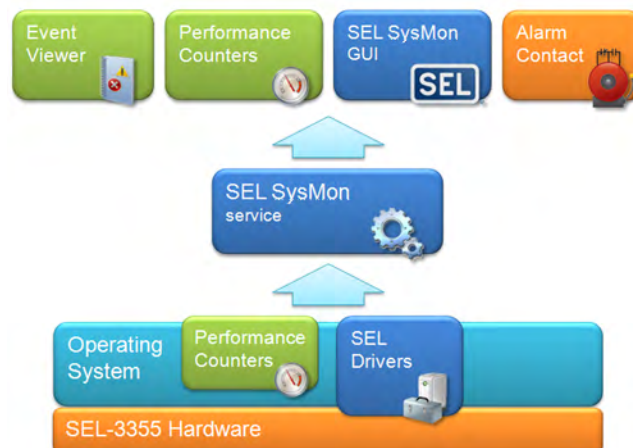 Event
Viewer
Performance
Counters
SEL SysMon
GUI
SEL
Alarm
Contact
SEL SysMon
service
Operating
System
Performance
Counters
SEL
Drivers
SEL-3355 Hardware